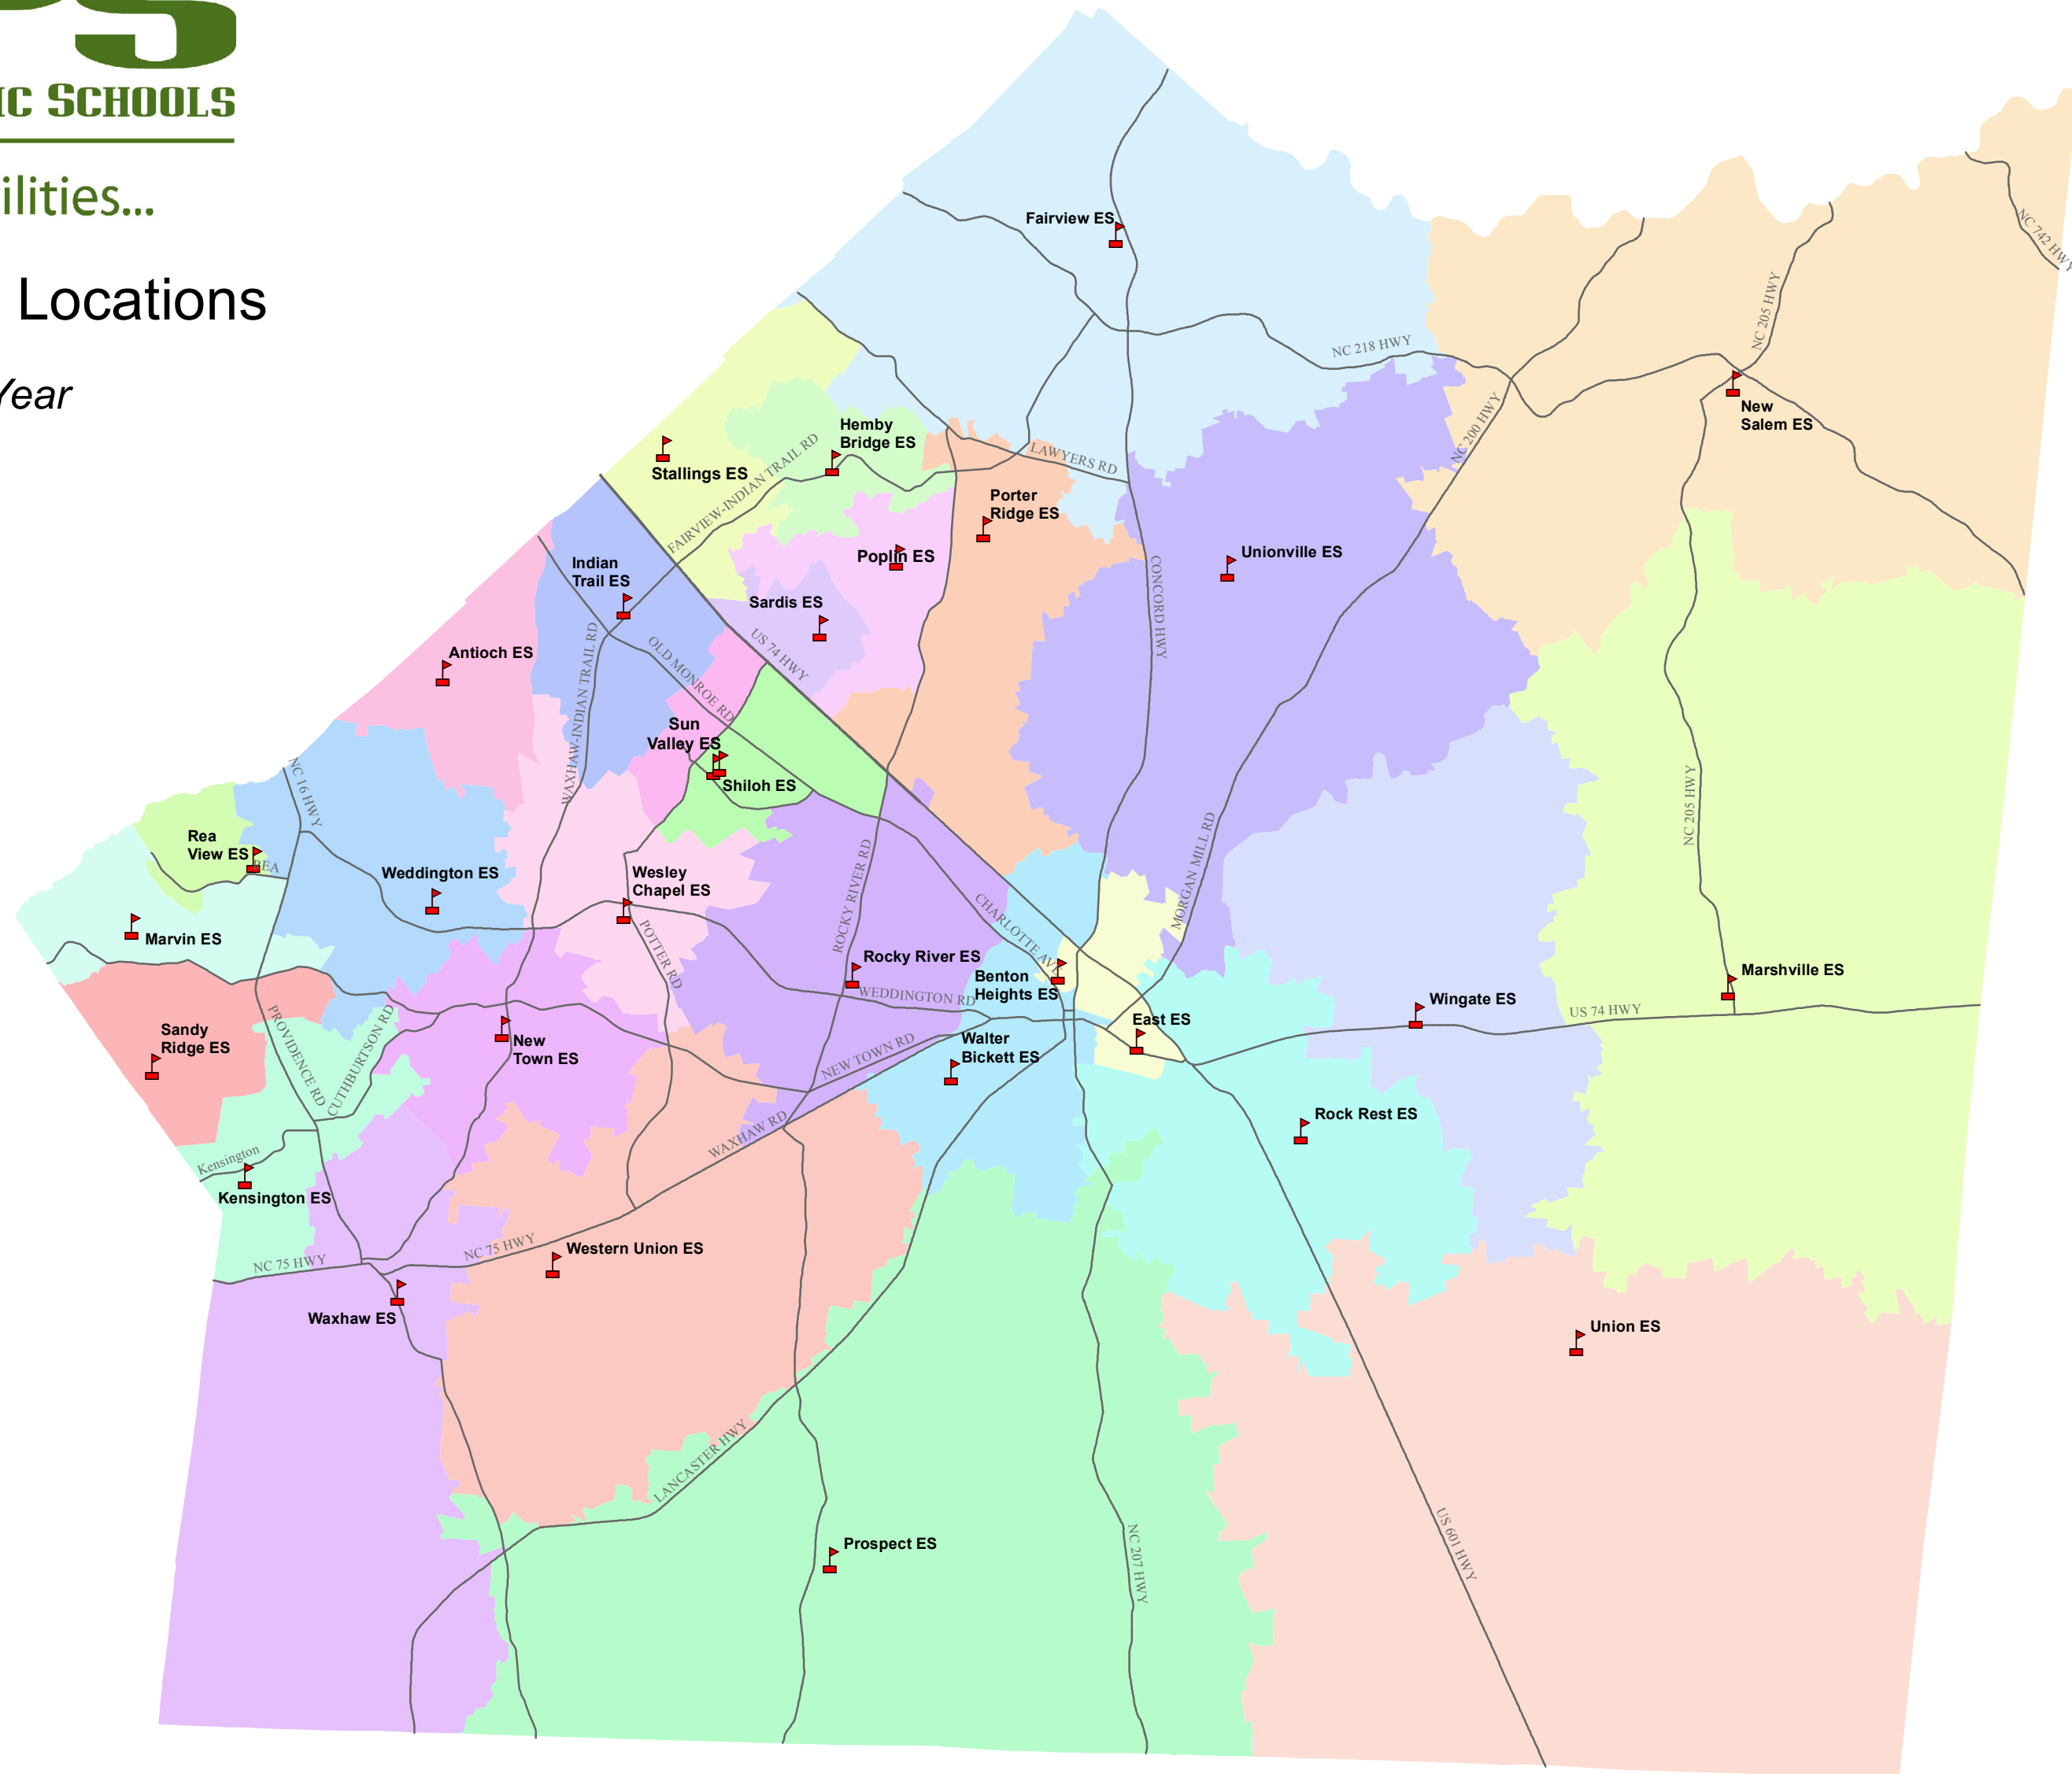 IC SCHOOLS
ilities...
Locations
Year
Fairview ES
NC 742 HWY
NC 205 HWY
NC 218 HWY
New
Salem ES
Hemby
Bridge ES
NC 200 HWY
Stallings ES
LAWYERS RD
FAIRVIEW-INDIAN TRAIL RD
Porter
Ridge ES
Poplin ES
Unionville ES
Indian
Trail ES
CONCORD HWY
Sardis ES
Antioch ES
US 74 HWY
OLD MONROE RD
WAXHAW-INDIAN TRAIL RD
Sun
Valley ES
Shiloh ES
NC 16 HWY
NC 205 HWY
Rea
View ES
REA
Weddington ES
Wesley
Chapel ES
ROCKY RIVER RD
MORGAN MILL RD
CHARLOTTE AVE
Marvin ES
POTTER RD
Rocky River ES
Benton
Heights ES
WEDDINGTON RD
Marshville ES
Wingate ES
US 74 HWY
Sandy
Ridge ES
PROVIDENCE RD
CUTHBURTSON RD
New
Town ES
East ES
Walter
Bickett ES
NEW TOWN RD
Rock Rest ES
WAXHAW RD
Kensington
Kensington ES
NC 75 HWY
NC 75 HWY
Western Union ES
Waxhaw ES
Union ES
LANCASTER HWY
Prospect ES
NC 207 HWY
US 601 HWY